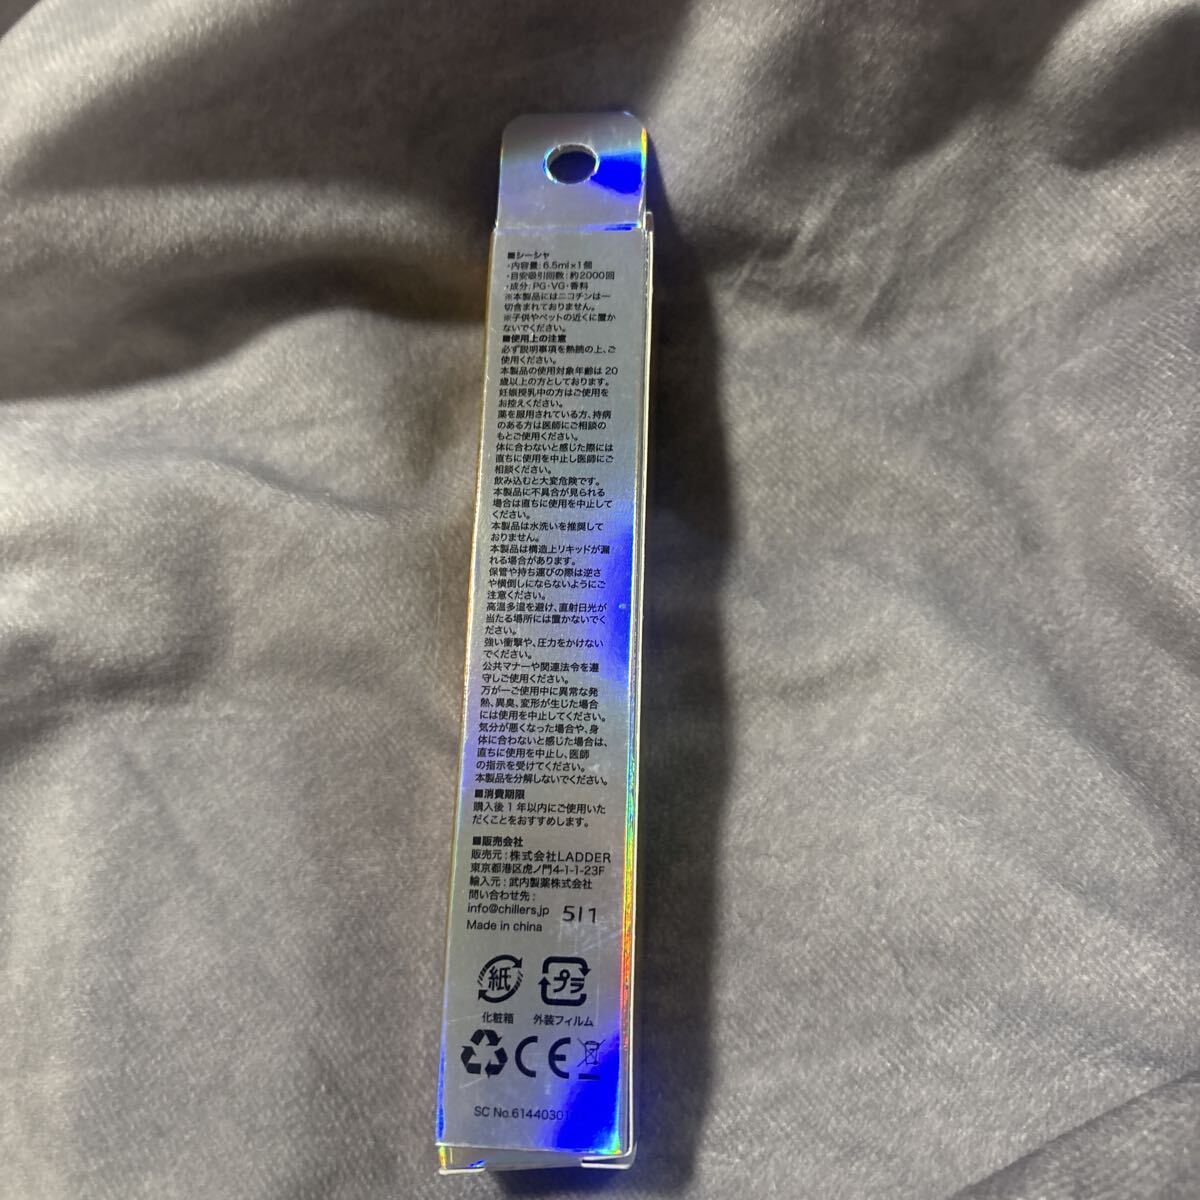 ■シーシャ
・内容量: 6.5ml×1個
・目安吸引回数: 約2000回
・成分: PG・VG・香料
※本製品にはニコチンは一
切含まれておりません。
※子供やペットの近くに置か
ないでください。
■使用上の注意
必ず説明事項を熟読の上、ご
使用ください。
本製品の使用対象年齢は20
歳以上の方としております。
妊娠授乳中の方はご使用を
お控えください。
薬を服用されている方、持病
のある方は医師にご相談の
もとご使用ください。
体に合わないと感じた際には
直ちに使用を中止し医師にご
相談ください。
飲み込むと大変危険です。
本製品に不具合が見られる
場合は直ちに使用を中止して
ください。
本製品は水洗いを推奨して
おりません。
本製品は構造上リキッドが漏
れる場合があります。
保管や持ち運びの際は逆さ
や横倒しにならないようにご
注意ください。
高温多湿を避け、直射日光が
当たる場所には置かないでく
ださい。
強い衝撃や、圧力をかけない
でください。
公共マナーや関連法令を遵
守しご使用ください。
万が一ご使用中に異常な発
熱、異臭、変形が生じた場合
には使用を中止してください。
気分が悪くなった場合や、身
体に合わないと感じた場合は、
直ちに使用を中止し、医師
の指示を受けてください。
本製品を分解しないでください。
■消費期限
購入後1年以内にご使用いた
だくことをおすすめします。
■販売会社
販売元: 株式会社LADDER
東京都港区虎ノ門4-1-1-23F
輸入元: 武内製薬株式会社
問い合わせ先:
info@chillers.jp 511
Made in china
紙 プラ
化粧箱 外装フィルム
CE
SC No.